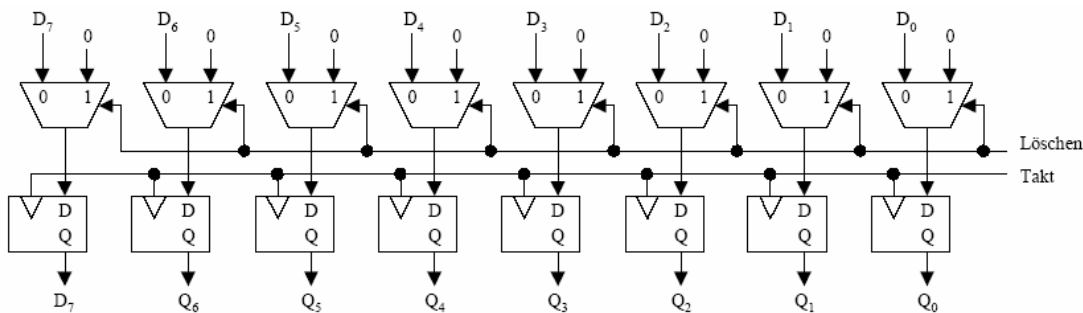 D₇ 0 D₆ 0 D₅ 0 D₄ 0 D₃ 0 D₂ 0 D₁ 0 D₀ 0
0 1 0 1 0 1 0 1 0 1 0 1 0 1 0 1
Löschen
Takt
D D D D D D D D
Q Q Q Q Q Q Q Q
D₇ Q₆ Q₅ Q₄ Q₃ Q₂ Q₁ Q₀